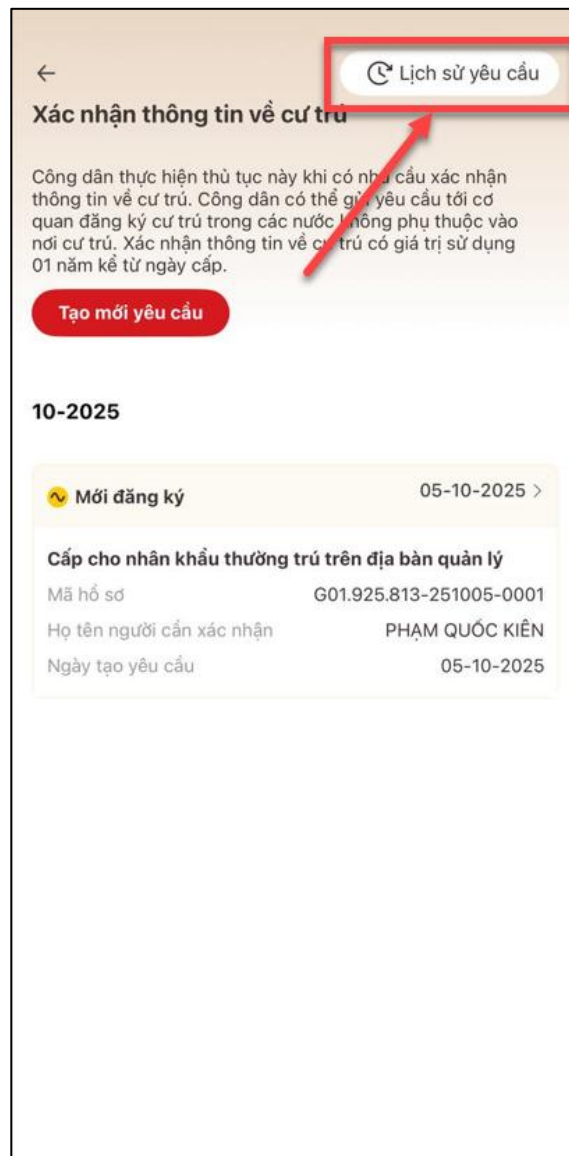 Lịch sử yêu cầu
Xác nhận thông tin về cư trú
Công dân thực hiện thủ tục này khi có nhu cầu xác nhận
thông tin về cư trú. Công dân có thể gửi yêu cầu tới cơ
quan đăng ký cư trú trong các nước không phụ thuộc vào
nơi cư trú. Xác nhận thông tin về cư trú có giá trị sử dụng
01 năm kể từ ngày cấp.
Tạo mới yêu cầu
10-2025
Mới đăng ký 05-10-2025 >
Cấp cho nhân khẩu thường trú trên địa bàn quản lý
Mã hồ sơ G01.925.813-251005-0001
Họ tên người cần xác nhận PHẠM QUỐC KIÊN
Ngày tạo yêu cầu 05-10-2025